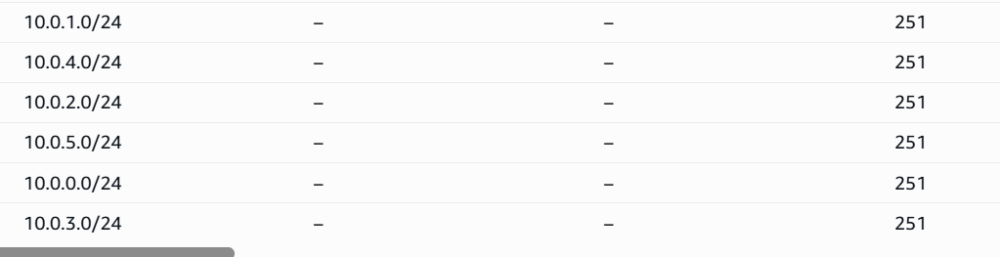 10.0.1.0/24 – – 251
10.0.4.0/24 – – 251
10.0.2.0/24 – – 251
10.0.5.0/24 – – 251
10.0.0.0/24 – – 251
10.0.3.0/24 – – 251